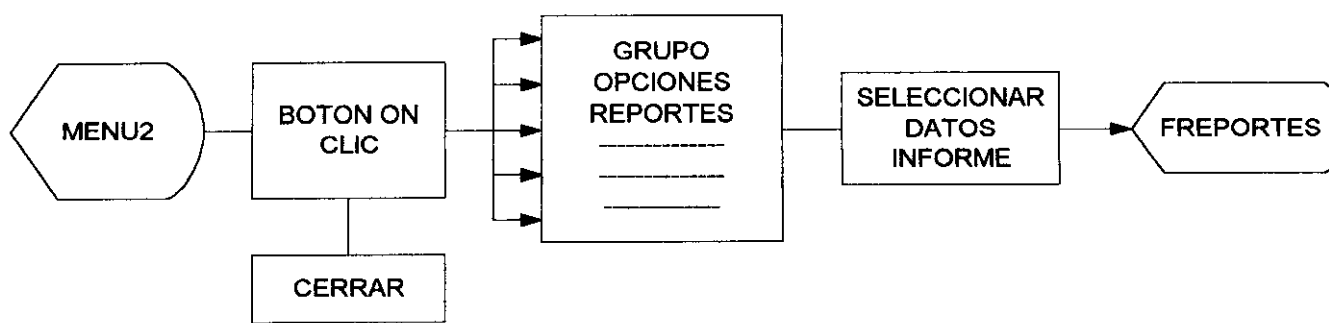 MENU2
BOTON ON
CLIC
CERRAR
GRUPO
OPCIONES
REPORTES
SELECCIONAR
DATOS
INFORME
FREPORTES